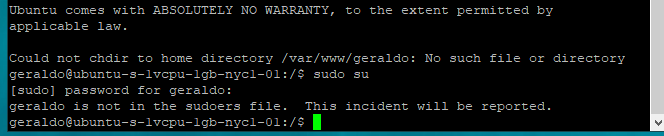 Ubuntu comes with ABSOLUTELY NO WARRANTY, to the extent permitted by
applicable law.
Could not chdir to home directory /var/www/geraldo: No such file or directory
geraldo@ubuntu-s-1vcpu-1gb-nyc1-01:/$ sudo su
[sudo] password for geraldo:
geraldo is not in the sudoers file.  This incident will be reported.
geraldo@ubuntu-s-1vcpu-1gb-nyc1-01:/$